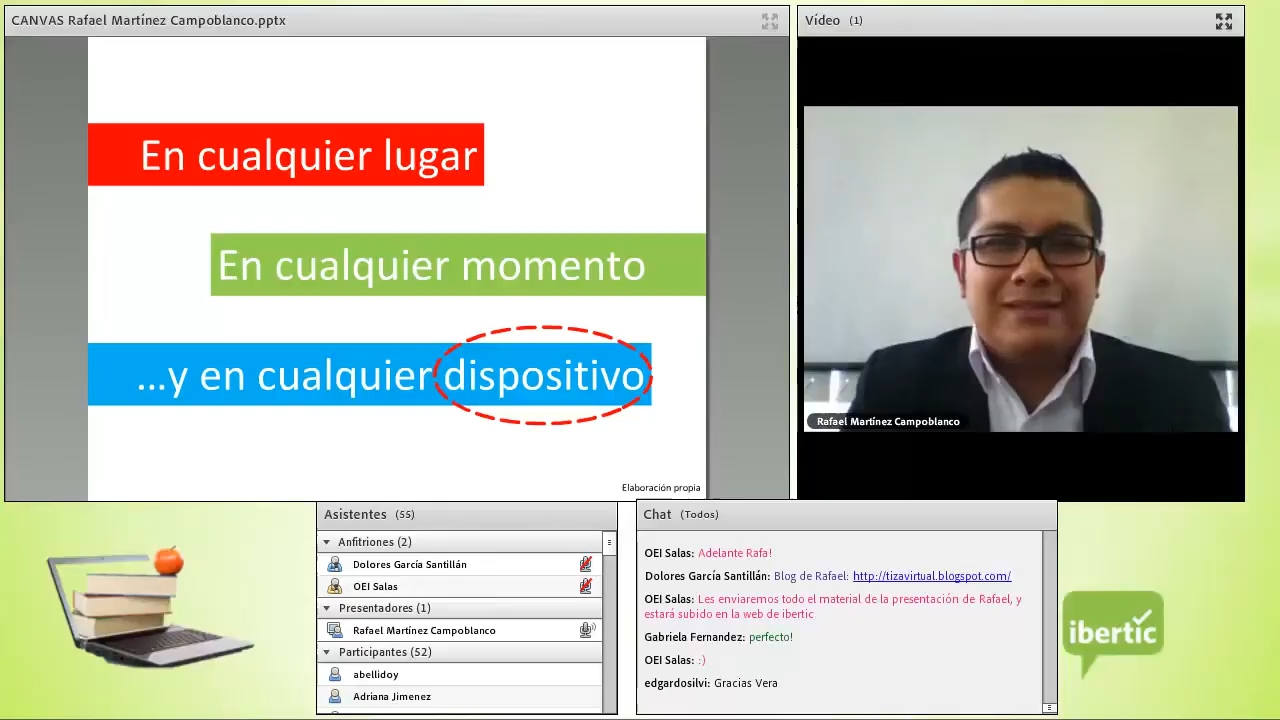 CANVAS Rafael Martínez Campoblanco.pptx
En cualquier lugar
En cualquier momento
...y en cualquier dispositivo
Elaboración propia
Vídeo (1)
Rafael Martínez Campoblanco
Asistentes (55)
Anfitriones (2)
Dolores García Santillán
OEI Salas
Presentadores (1)
Rafael Martínez Campoblanco
Participantes (52)
abellidoy
Adriana Jimenez
Chat (Todos)
OEI Salas: Adelante Rafa!
Dolores García Santillán: Blog de Rafael: http://tizavirtual.blogspot.com/
OEI Salas: Les enviaremos todo el material de la presentación de Rafael, y
estará subido en la web de ibertic
Gabriela Fernandez: perfecto!
OEI Salas: :)
edgardosilvi: Gracias Vera
ibertic